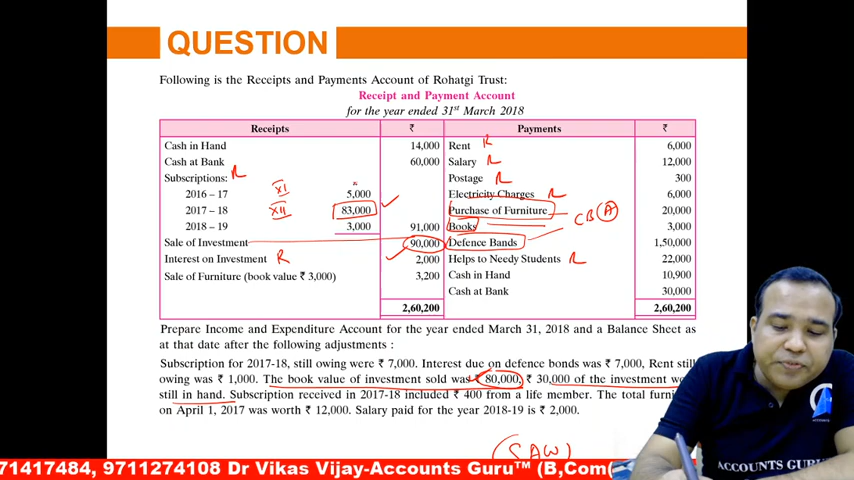 QUESTION
Following is the Receipts and Payments Account of Rohatgi Trust:
Receipt and Payment Account
for the year ended 31st March 2018
Receipts ₹ Payments ₹
Cash in Hand 14,000 Rent R 6,000
Cash at Bank 60,000 Salary R 12,000
Subscriptions: R Postage R 300
2016 – 17 XI 5,000 Electricity Charges R 6,000
2017 – 18 XII 83,000 Purchase of Furniture CB A 20,000
2018 – 19 3,000 91,000 Books 3,000
Sale of Investment 90,000 Defence Bands 1,50,000
Interest on Investment R 2,000 Helps to Needy Students R 22,000
Sale of Furniture (book value ₹ 3,000) 3,200 Cash in Hand 10,900
Cash at Bank 30,000
2,60,200 2,60,200
Prepare Income and Expenditure Account for the year ended March 31, 2018 and a Balance Sheet as
at that date after the following adjustments :
Subscription for 2017-18, still owing were ₹ 7,000. Interest due on defence bonds was ₹ 7,000, Rent still
owing was ₹ 1,000. The book value of investment sold was 80,000, ₹ 30,000 of the investment
still in hand. Subscription received in 2017-18 included ₹ 400 from a life member. The total
on April 1, 2017 was worth ₹ 12,000. Salary paid for the year 2018-19 is ₹ 2,000.
71417484, 9711274108 Dr Vikas Vijay-Accounts Guru™ (B,Com(
ACCOUNTS GURU